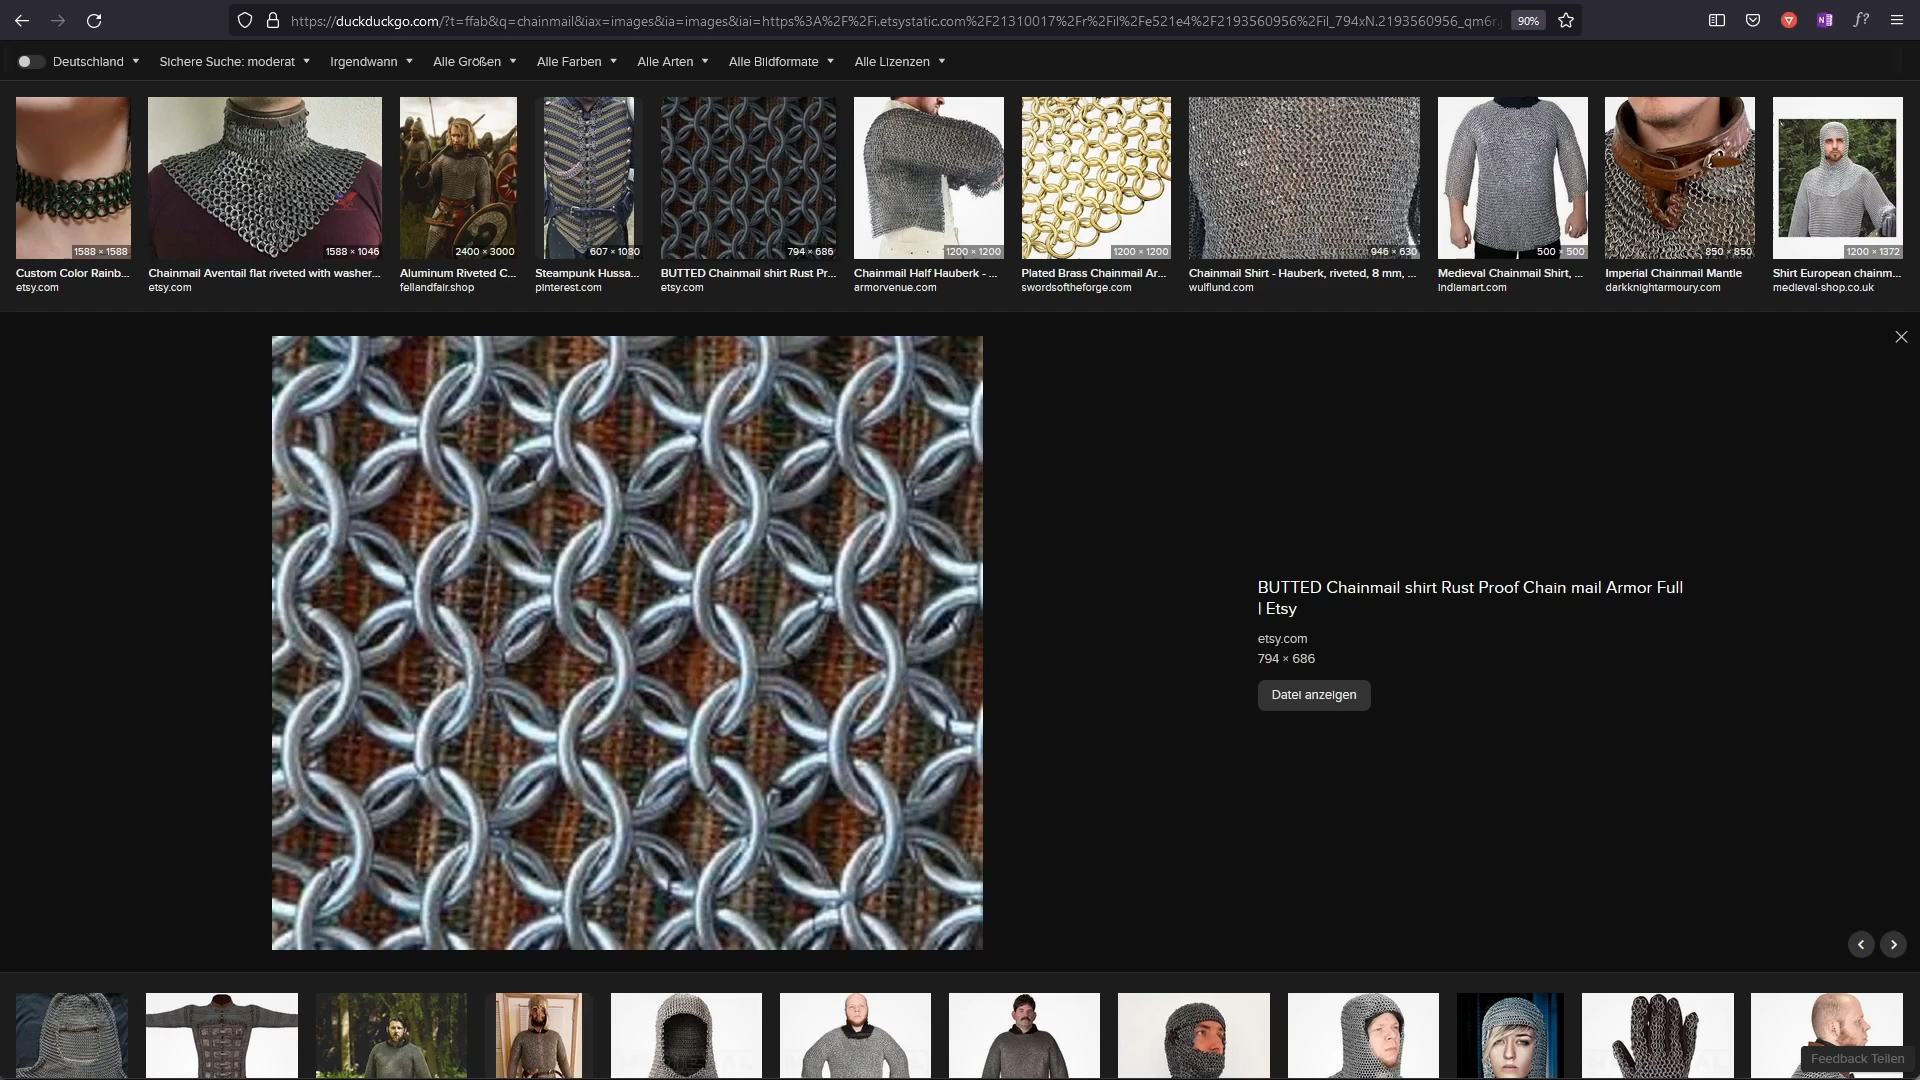 https://duckduckgo.com/?t=ffab&q=chainmail&iax=images&ia=images&iai=https%3A%2F%2Fi.etsystatic.com%2F21310017%2Fr%2Fil%2Fe521e4%2F2193560956%2Fil_794xN.2193560956_qm6r.
90%
Deutschland Sichere Suche: moderat Irgendwann Alle Größen Alle Farben Alle Arten Alle Bildformate Alle Lizenzen
1588 × 1588 1588 × 1046 2400 × 3000 607 × 1080 794 × 686 1200 × 1200 1200 × 1200 946 × 630 500 × 500 850 × 850 1200 × 1372
Custom Color Rainb... Chainmail Aventail flat riveted with washer... Aluminum Riveted C... Steampunk Hussa... BUTTED Chainmail shirt Rust Pr... Chainmail Half Hauberk - ... Plated Brass Chainmail Ar... Chainmail Shirt - Hauberk, riveted, 8 mm, ... Medieval Chainmail Shirt, ... Imperial Chainmail Mantle Shirt European chainm...
etsy.com etsy.com fellandfair.shop pinterest.com etsy.com armorvenue.com swordsoftheforge.com wulflund.com indiamart.com darkknightarmoury.com medieval-shop.co.uk
BUTTED Chainmail shirt Rust Proof Chain mail Armor Full
| Etsy
etsy.com
794 × 686
Datei anzeigen
Feedback Teilen